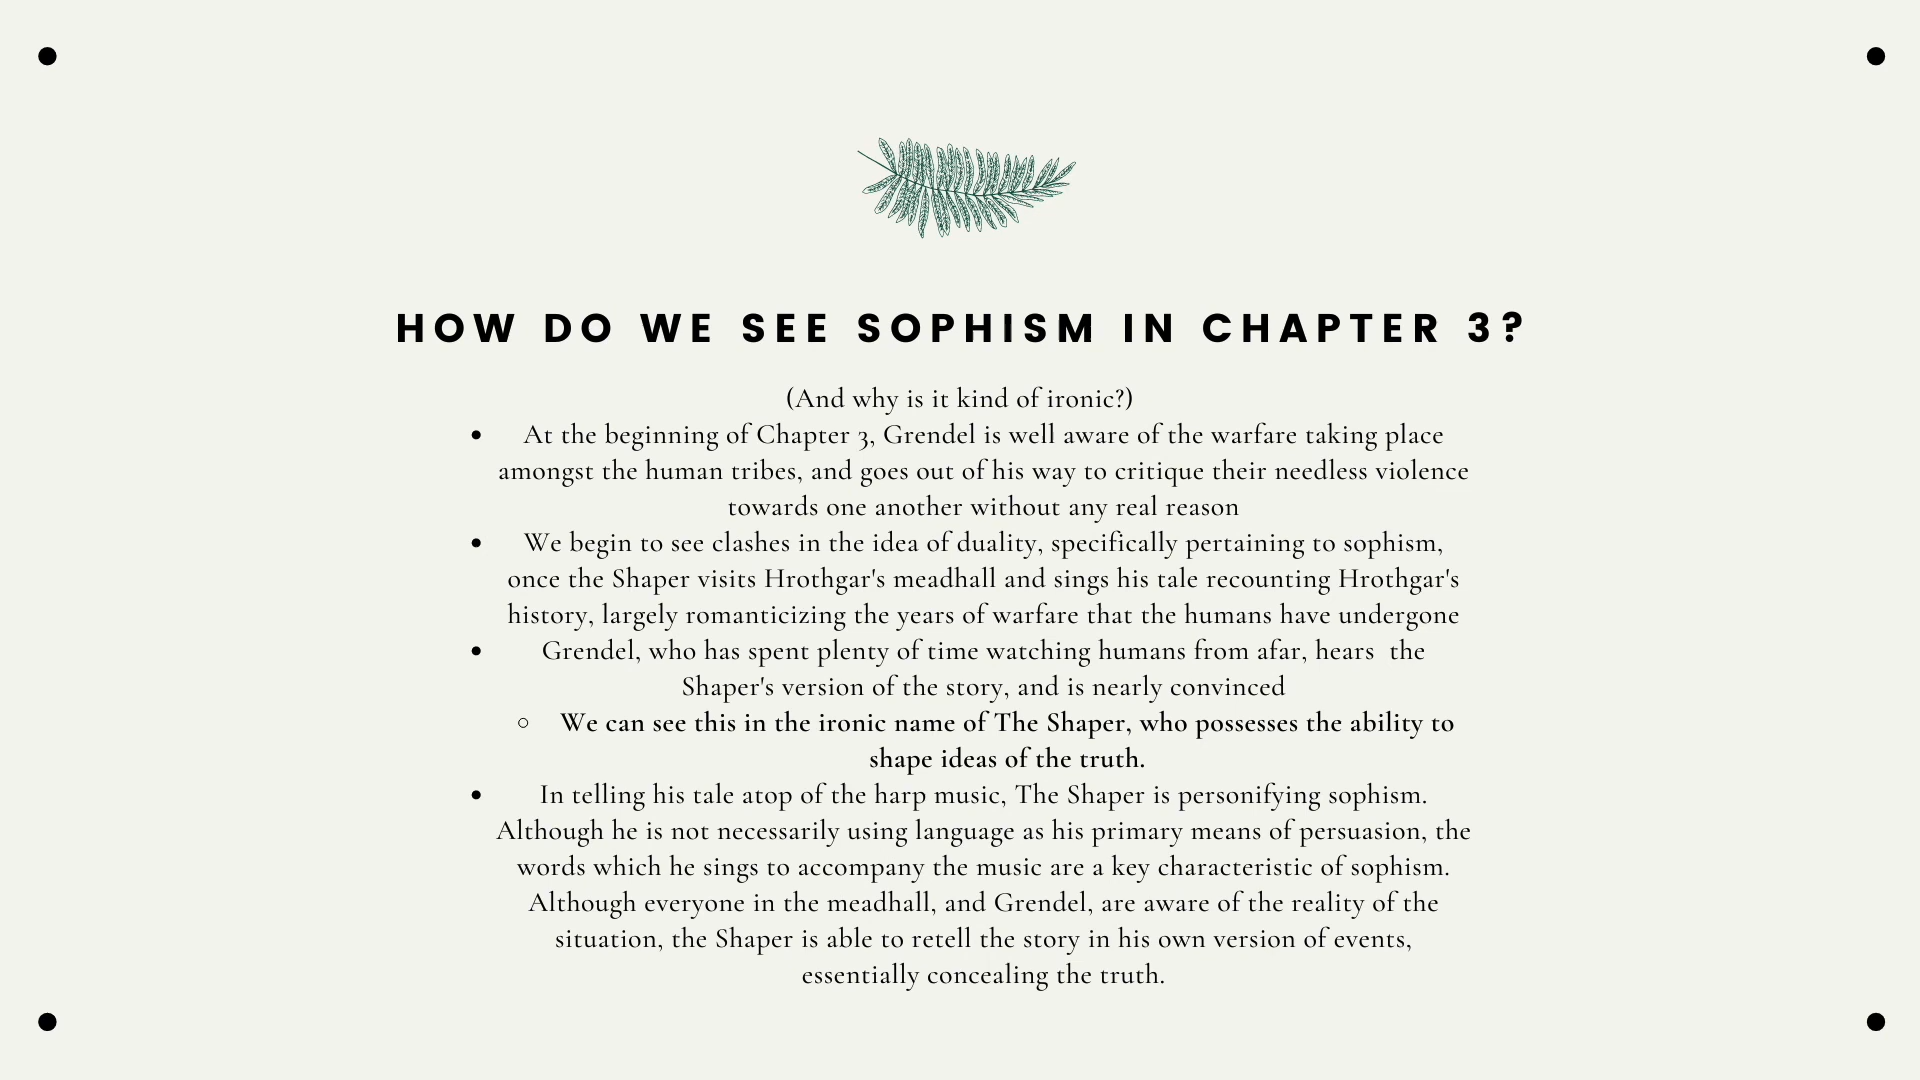 HOW DO WE SEE SOPHISM IN CHAPTER 3?
(And why is it kind of ironic?)
• At the beginning of Chapter 3, Grendel is well aware of the warfare taking place
amongst the human tribes, and goes out of his way to critique their needless violence
towards one another without any real reason
• We begin to see clashes in the idea of duality, specifically pertaining to sophism,
once the Shaper visits Hrothgar's meadhall and sings his tale recounting Hrothgar's
history, largely romanticizing the years of warfare that the humans have undergone
• Grendel, who has spent plenty of time watching humans from afar, hears  the
Shaper's version of the story, and is nearly convinced
○ We can see this in the ironic name of The Shaper, who possesses the ability to
shape ideas of the truth.
• In telling his tale atop of the harp music, The Shaper is personifying sophism.
Although he is not necessarily using language as his primary means of persuasion, the
words which he sings to accompany the music are a key characteristic of sophism.
Although everyone in the meadhall, and Grendel, are aware of the reality of the
situation, the Shaper is able to retell the story in his own version of events,
essentially concealing the truth.